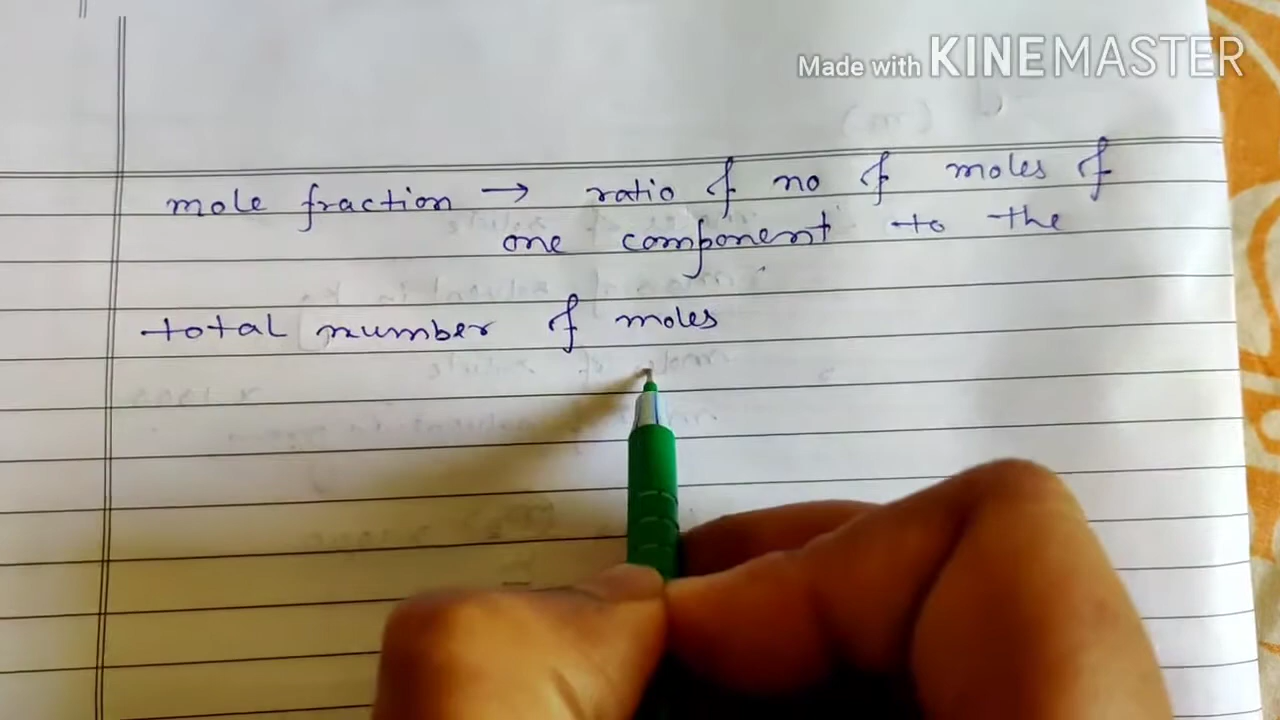 Made with KINEMASTER
mole fraction → ratio of no of moles of
one component to the
total number of moles